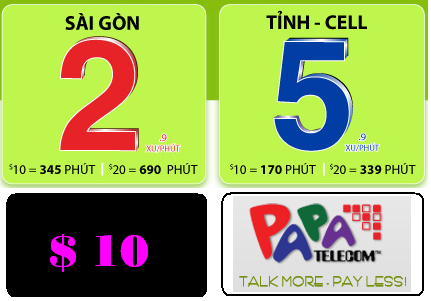 SÀI GÒN
2.9
XU/PHÚT
$10 = 345 PHÚT | $20 = 690 PHÚT
TỈNH - CELL
5.9
XU/PHÚT
$10 = 170 PHÚT | $20 = 339 PHÚT
$ 10
PAPA
TELECOM™
TALK MORE - PAY LESS!